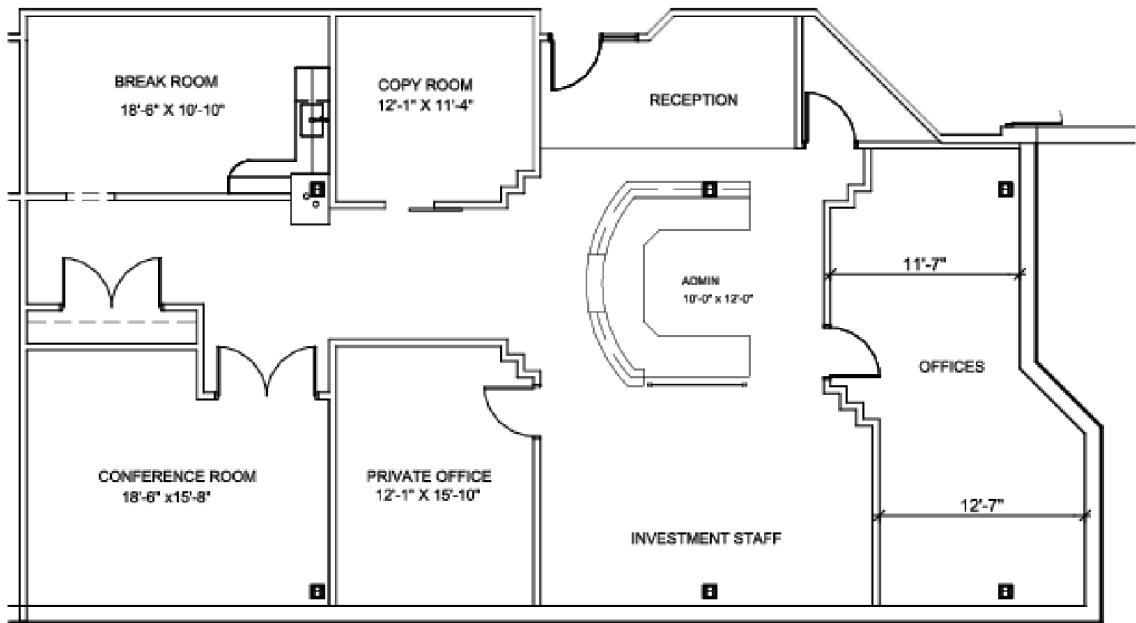 BREAK ROOM
18'-6" X 10'-10"
COPY ROOM
12'-1" X 11'-4"
RECEPTION
ADMIN
10'-0" x 12'-0"
11'-7"
OFFICES
CONFERENCE ROOM
18'-6" x15'-8"
PRIVATE OFFICE
12'-1" X 15'-10"
12'-7"
INVESTMENT STAFF